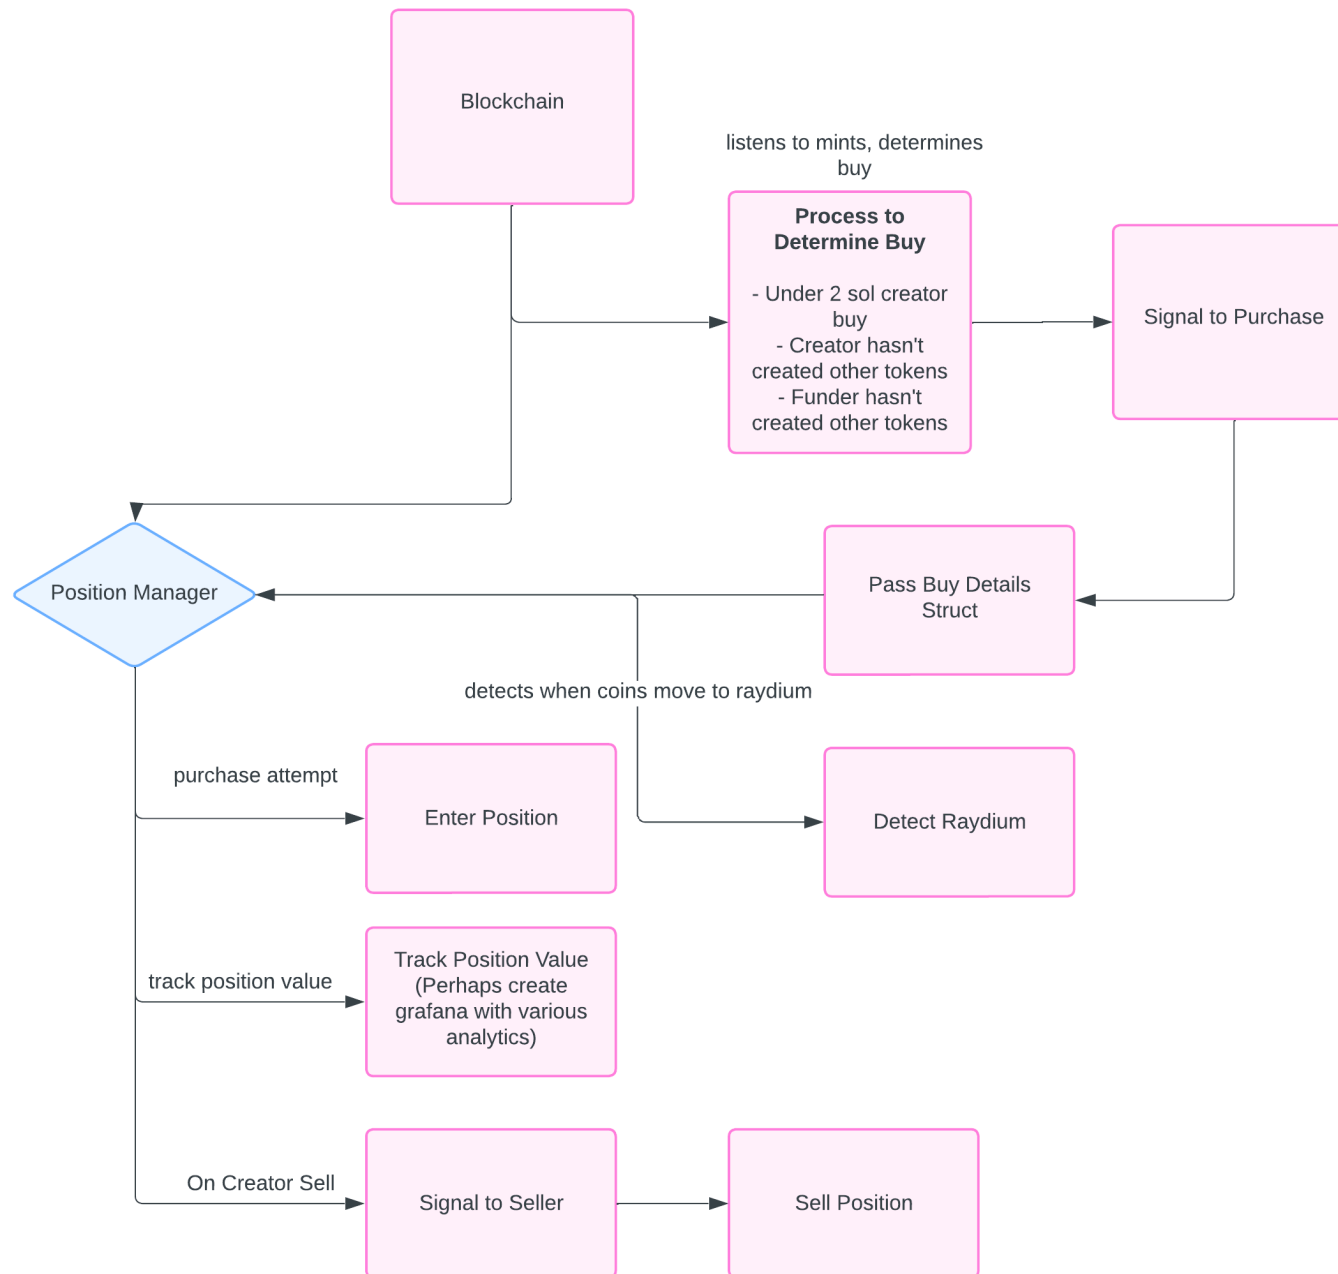 Blockchain
listens to mints, determines
buy
Process to
Determine Buy
- Under 2 sol creator
buy
- Creator hasn't
created other tokens
- Funder hasn't
created other tokens
Signal to Purchase
Position Manager
Pass Buy Details
Struct
detects when coins move to raydium
purchase attempt
Enter Position
Detect Raydium
track position value
Track Position Value
(Perhaps create
grafana with various
analytics)
On Creator Sell
Signal to Seller
Sell Position